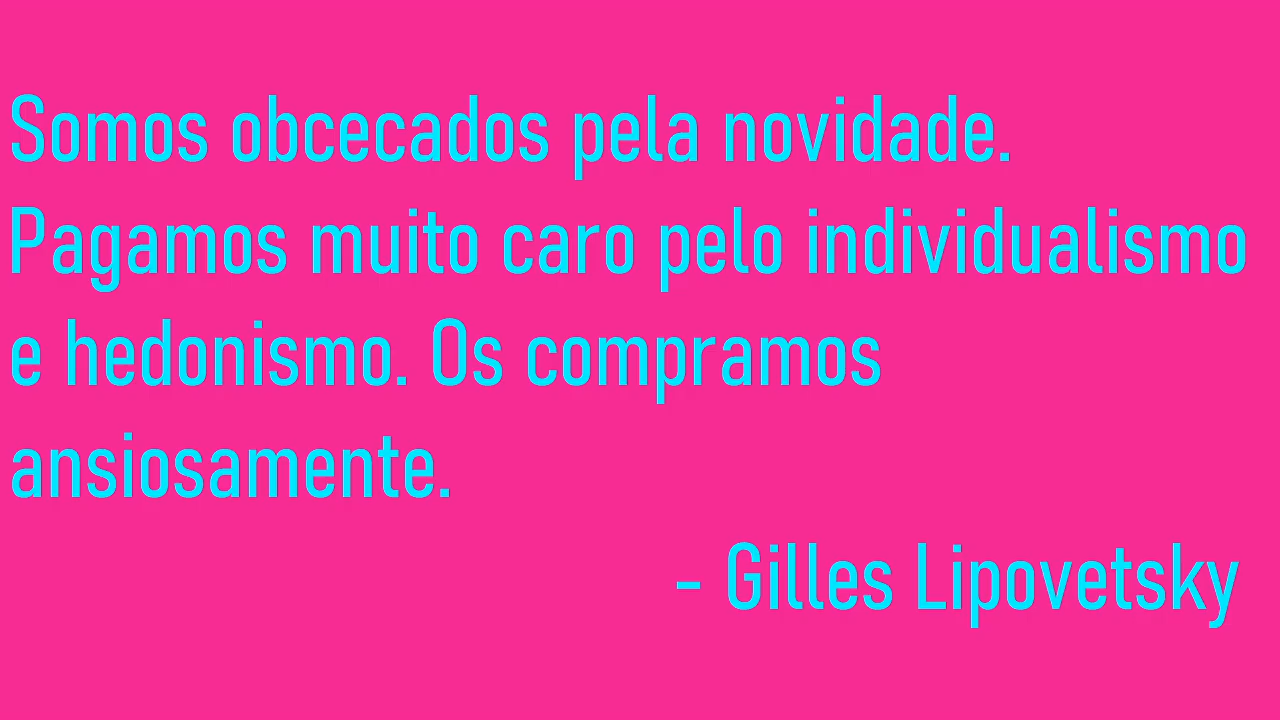 Somos obcecados pela novidade.
Pagamos muito caro pelo individualismo
e hedonismo. Os compramos
ansiosamente.
- Gilles Lipovetsky